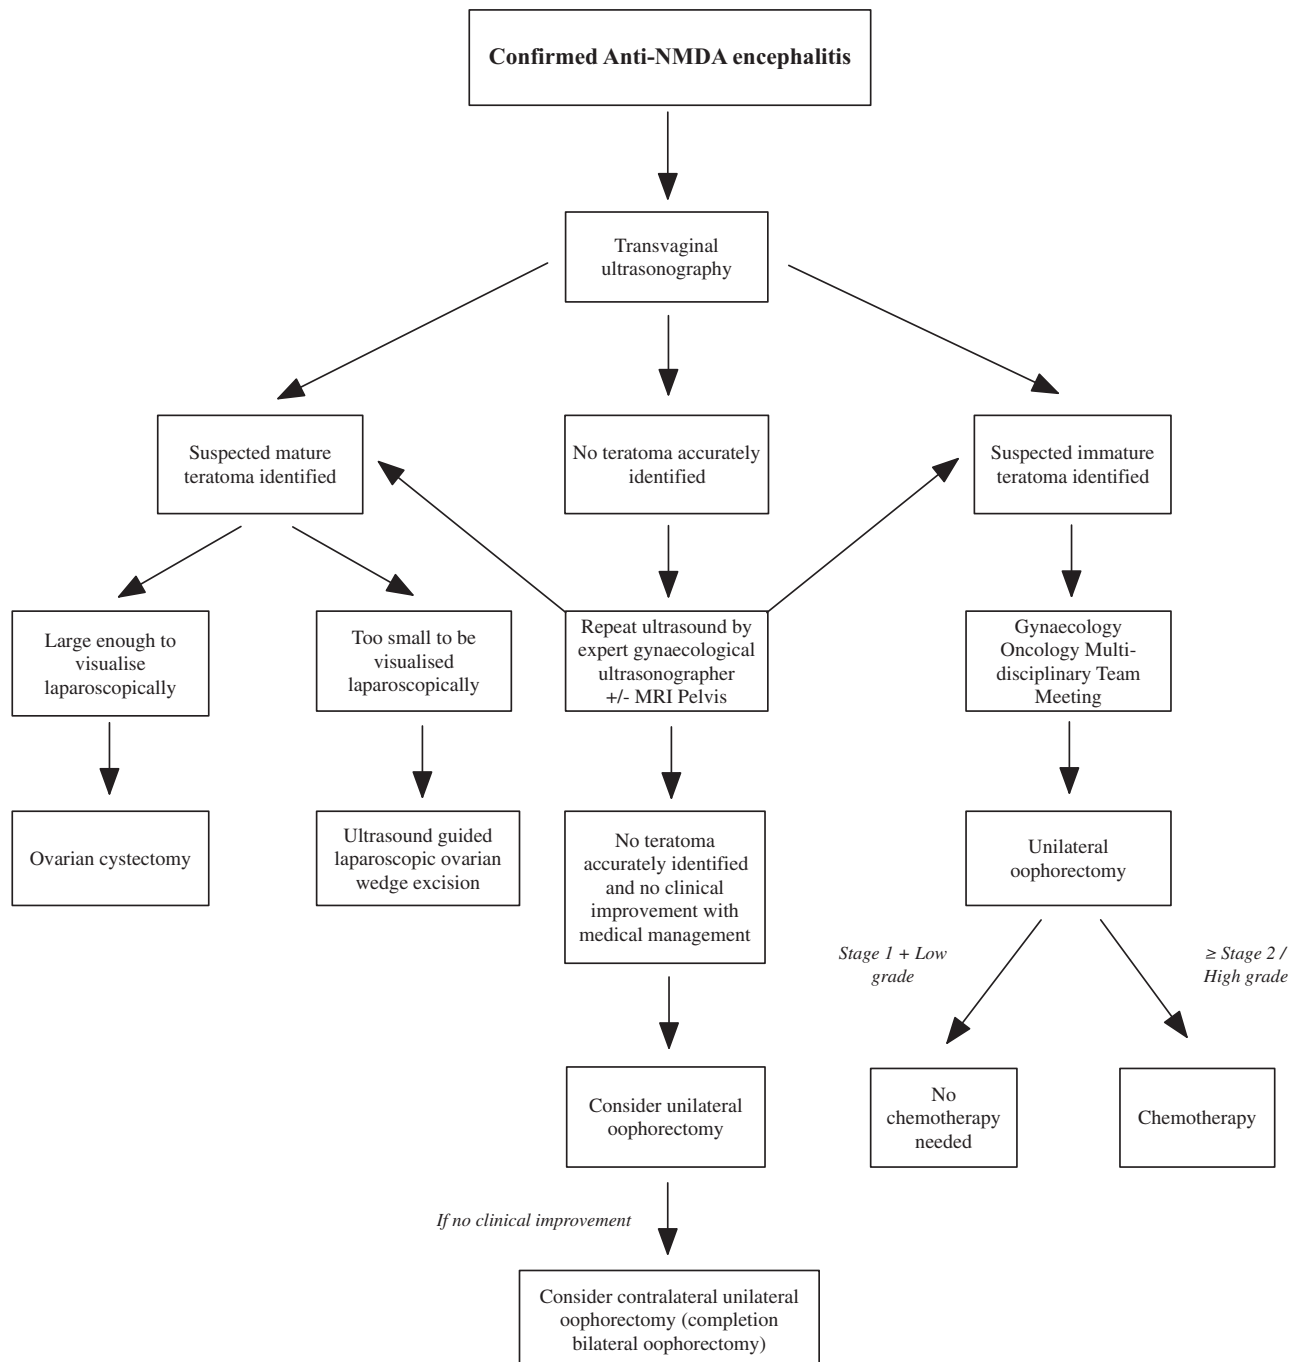 Confirmed Anti-NMDA encephalitis
Transvaginal
ultrasonography
Suspected mature
teratoma identified
No teratoma accurately
identified
Suspected immature
teratoma identified
Large enough to
visualise
laparoscopically
Too small to be
visualised
laparoscopically
Repeat ultrasound by
expert gynaecological
ultrasonographer
+/- MRI Pelvis
Gynaecology
Oncology Multi-
disciplinary Team
Meeting
Ovarian cystectomy
Ultrasound guided
laparoscopic ovarian
wedge excision
No teratoma
accurately identified
and no clinical
improvement with
medical management
Unilateral
oophorectomy
Stage 1 + Low
grade
≥ Stage 2 /
High grade
Consider unilateral
oophorectomy
No
chemotherapy
needed
Chemotherapy
If no clinical improvement
Consider contralateral unilateral
oophorectomy (completion
bilateral oophorectomy)